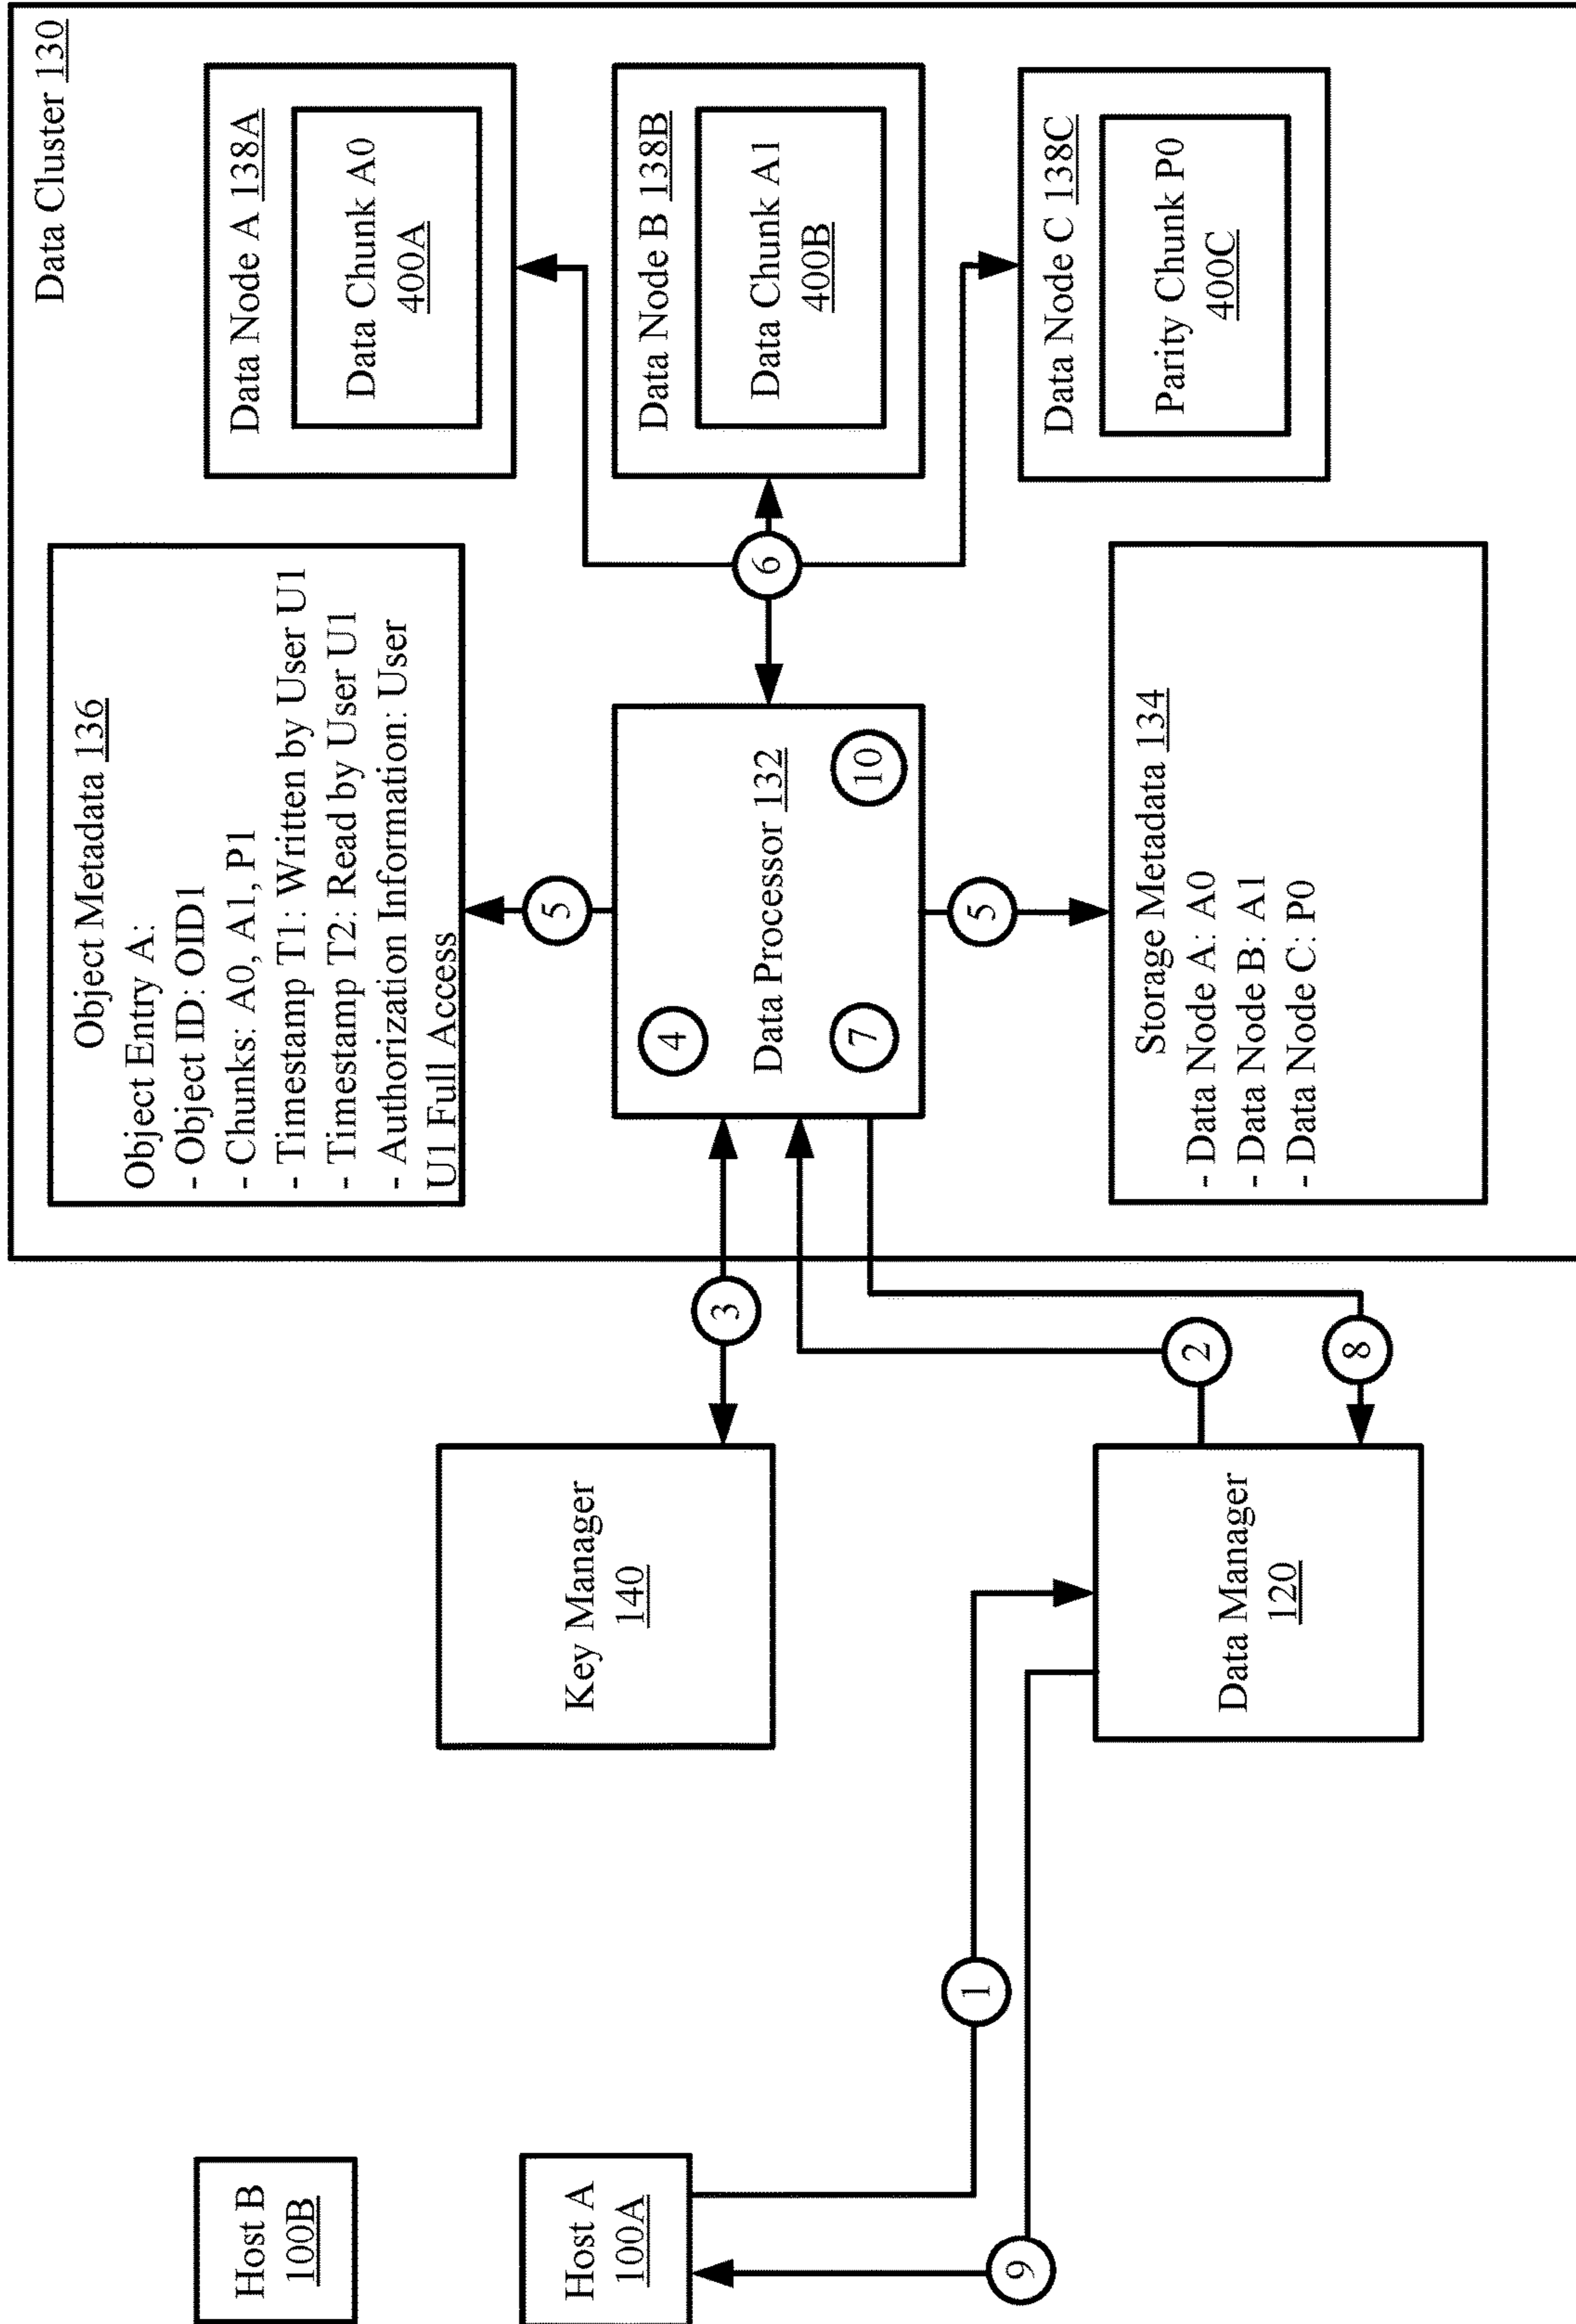 Data Cluster 130
Object Metadata 136
Object Entry A:
- Object ID: OID1
- Chunks: A0, A1, P1
- Timestamp T1: Written by User U1
- Timestamp T2: Read by User U1
- Authorization Information: User
U1 Full Access
Data Node A 138A
Data Chunk A0
400A
Host B
100B
Key Manager
140
3
5
4
7
Data Processor 132
10
6
Data Node B 138B
Data Chunk A1
400B
Host A
100A
1
9
2
8
5
Data Node C 138C
Parity Chunk P0
400C
Data Manager
120
Storage Metadata 134
- Data Node A: A0
- Data Node B: A1
- Data Node C: P0